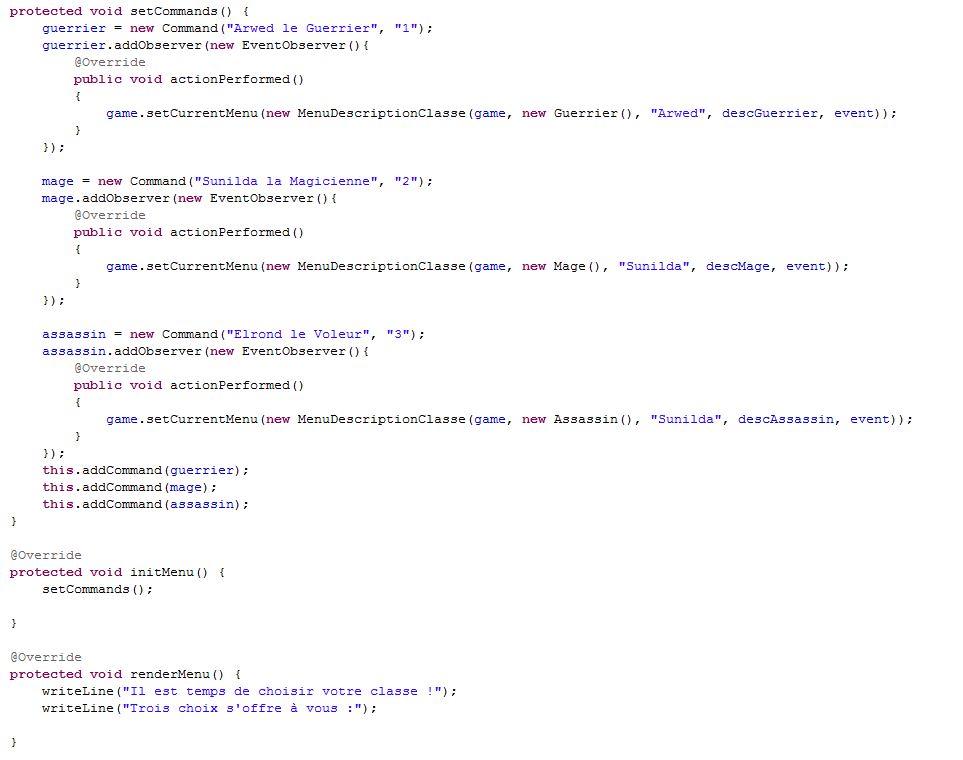 protected void setCommands() {
guerrier = new Command("Arwed le Guerrier", "1");
guerrier.addObserver(new EventObserver(){
@Override
public void actionPerformed()
{
game.setCurrentMenu(new MenuDescriptionClasse(game, new Guerrier(), "Arwed", descGuerrier, event));
}
});
mage = new Command("Sunilda la Magicienne", "2");
mage.addObserver(new EventObserver(){
@Override
public void actionPerformed()
{
game.setCurrentMenu(new MenuDescriptionClasse(game, new Mage(), "Sunilda", descMage, event));
}
});
assassin = new Command("Elrond le Voleur", "3");
assassin.addObserver(new EventObserver(){
@Override
public void actionPerformed()
{
game.setCurrentMenu(new MenuDescriptionClasse(game, new Assassin(), "Sunilda", descAssassin, event));
}
});
this.addCommand(guerrier);
this.addCommand(mage);
this.addCommand(assassin);
}
@Override
protected void initMenu() {
setCommands();
}
@Override
protected void renderMenu() {
writeLine("Il est temps de choisir votre classe !");
writeLine("Trois choix s'offre à vous :");
}